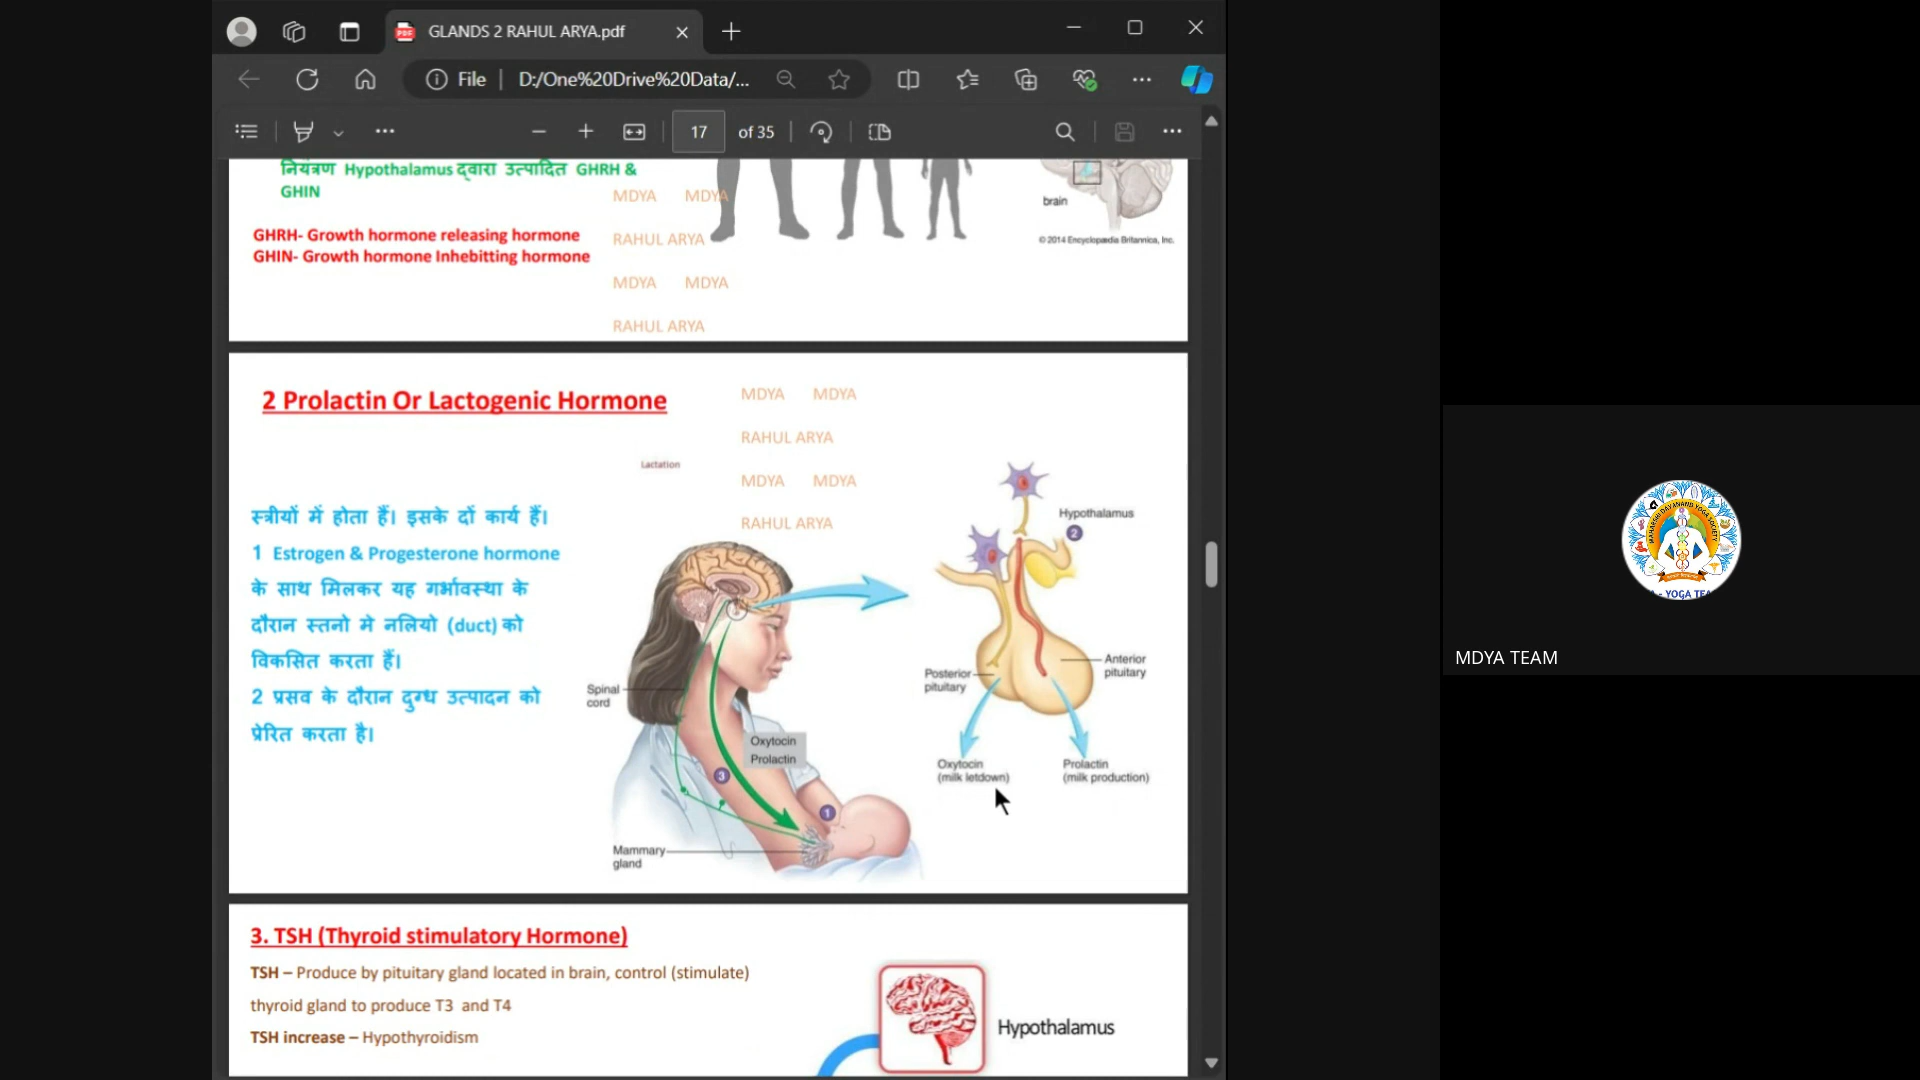 GLANDS 2 RAHUL ARYA.pdf
File
D:/One%20Drive%20Data/...
17 of 35
नियंत्रण Hypothalamus द्वारा उत्पादित GHRH &
GHIN
GHRH- Growth hormone releasing hormone
GHIN- Growth hormone Inhebitting hormone
MDYA MDYA
RAHUL ARYA
MDYA MDYA
RAHUL ARYA
brain
© 2014 Encyclopædia Britannica, Inc.
2 Prolactin Or Lactogenic Hormone
MDYA MDYA
RAHUL ARYA
MDYA MDYA
RAHUL ARYA
Lactation
स्त्रीयों में होता हैं। इसके दों कार्य हैं।
1 Estrogen & Progesterone hormone
के साथ मिलकर यह गर्भावस्था के
दौरान स्तनो मे नलियो (duct) को
विकसित करता हैं।
2 प्रसव के दौरान दुग्ध उत्पादन को
प्रेरित करता है।
Spinal
cord
Oxytocin
Prolactin
3
1
Mammary
gland
Hypothalamus
2
Posterior
pituitary
Anterior
pituitary
Oxytocin
(milk letdown)
Prolactin
(milk production)
3. TSH (Thyroid stimulatory Hormone)
TSH – Produce by pituitary gland located in brain, control (stimulate)
thyroid gland to produce T3 and T4
TSH increase – Hypothyroidism
Hypothalamus
MDYA TEAM